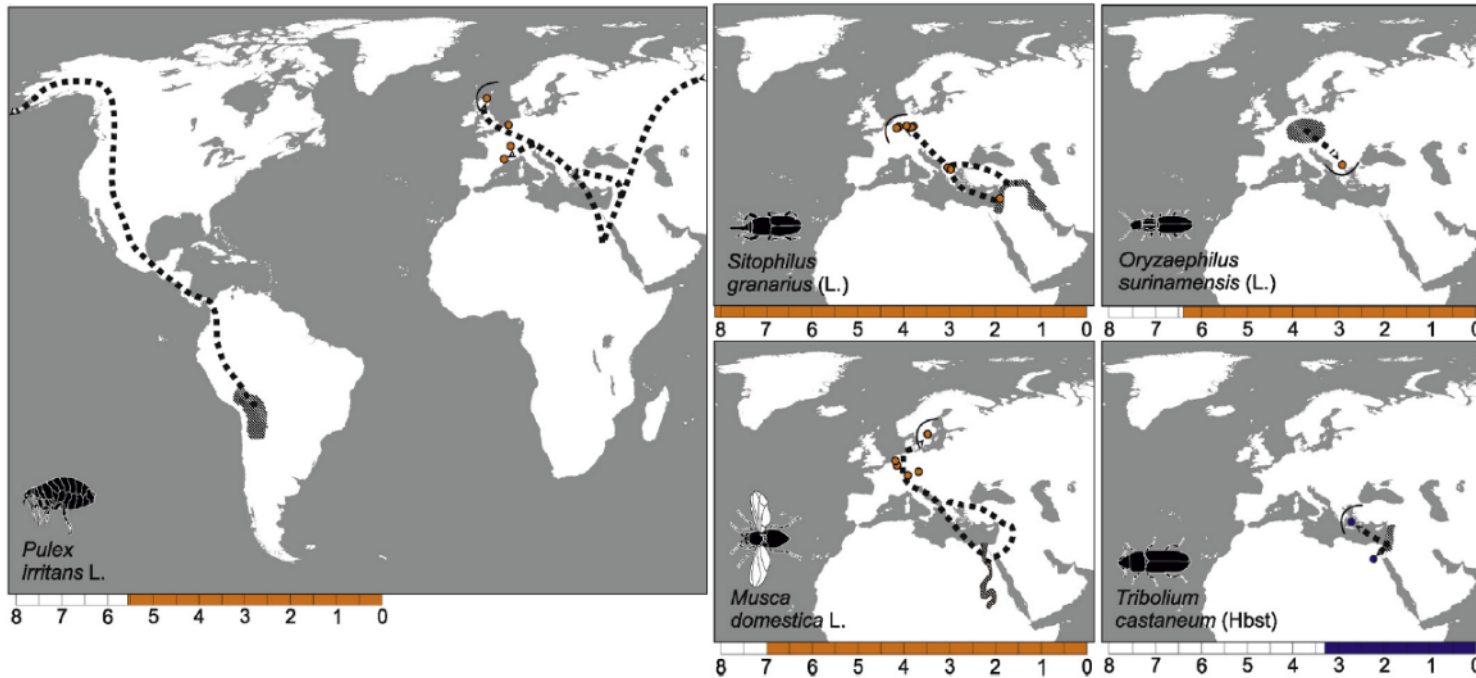 Pulex
irritans L.
8 7 6 5 4 3 2 1 0
Sitophilus
granarius (L.)
8 7 6 5 4 3 2 1 0
Oryzaephilus
surinamensis (L.)
8 7 6 5 4 3 2 1 0
Musca
domestica L.
8 7 6 5 4 3 2 1 0
Tribolium
castaneum (Hbst)
8 7 6 5 4 3 2 1 0